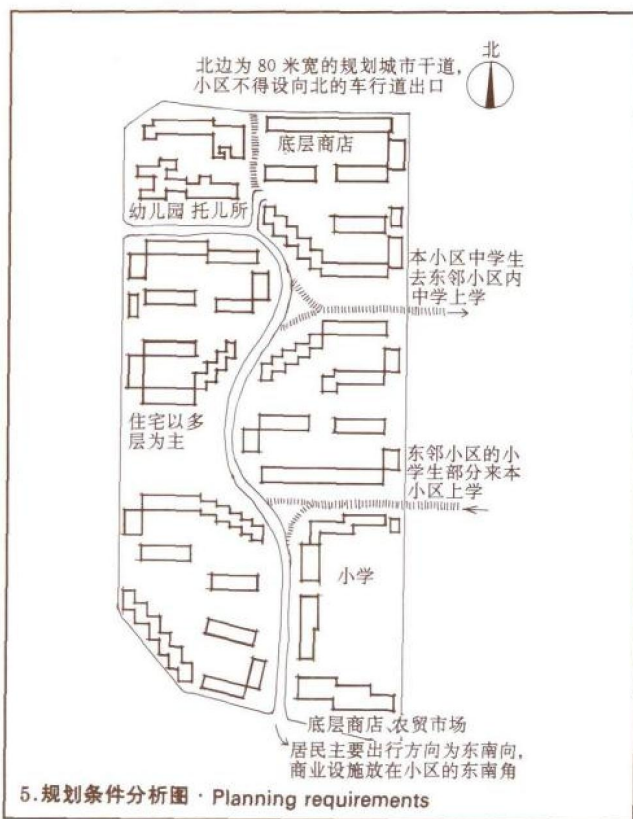 北边为80米宽的规划城市干道，
小区不得设向北的车行道出口
北
底层商店
幼儿园 托儿所
本小区中学生
去东邻小区内
中学上学
住宅以多
层为主
东邻小区的小
学生部分来本
小区上学
小学
底层商店、农贸市场
居民主要出行方向为东南向，
商业设施放在小区的东南角
5.规划条件分析图 · Planning requirements